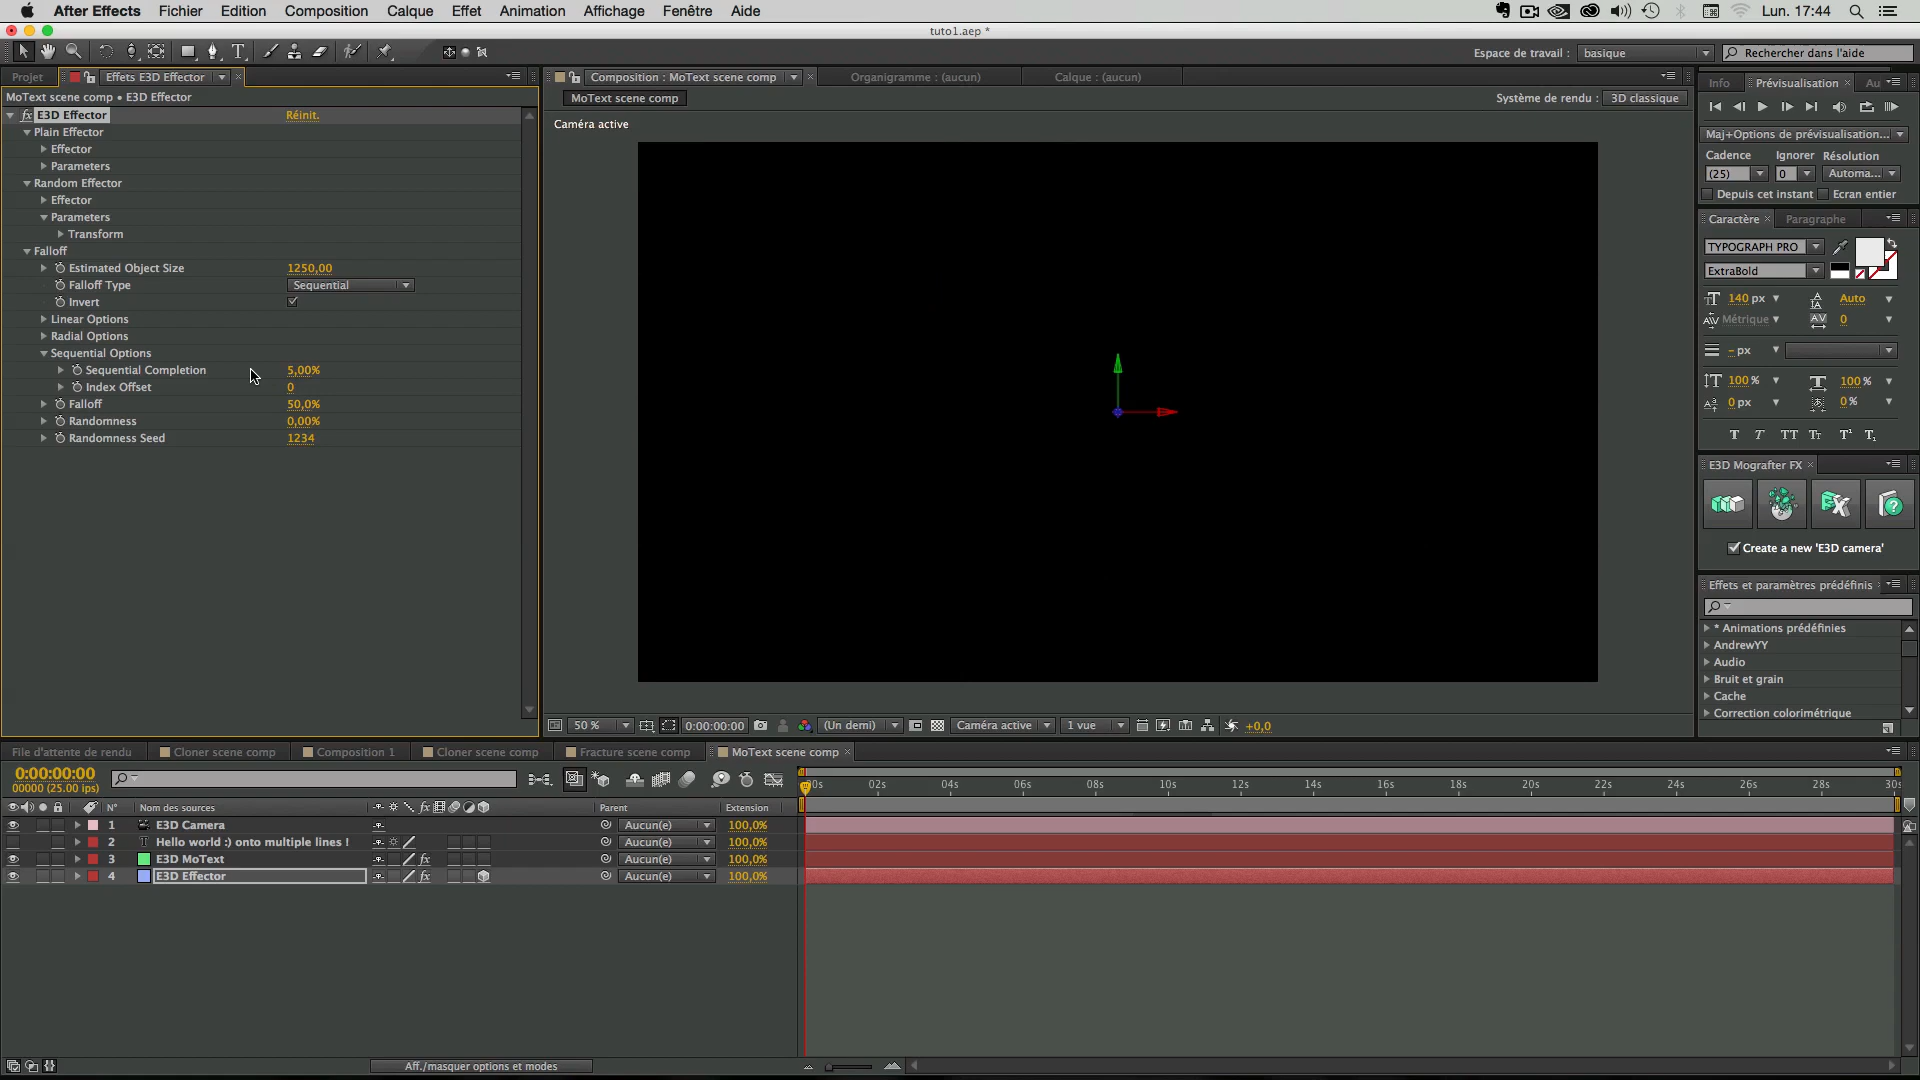 After Effects Fichier Edition Composition Calque Effet Animation Affichage Fenêtre Aide Lun. 17:44
tuto1.aep *
Espace de travail : basique Rechercher dans l'aide
Projet Effets E3D Effector Composition : MoText scene comp Organigramme : (aucun) Calque : (aucun) Info Prévisualisation Au
MoText scene comp • E3D Effector MoText scene comp Système de rendu : 3D classique
fx E3D Effector Réinit.
Caméra active
Plain Effector
Effector
Parameters
Random Effector
Effector
Parameters
Transform
Falloff
Estimated Object Size 1250,00
Falloff Type Sequential
Invert
Linear Options
Radial Options
Sequential Options
Sequential Completion 5,00%
Index Offset 0
Falloff 50,0%
Randomness 0,00%
Randomness Seed 1234
Maj+Options de prévisualisation...
Cadence Ignorer Résolution
(25) 0 Automa...
Depuis cet instant Ecran entier
Caractère Paragraphe
TYPOGRAPH PRO
ExtraBold
140 px Auto
Métrique 0
- px
100 % 100 %
0 px 0 %
T T TT Tt T¹ T₁
E3D Mografter FX
Create a new 'E3D camera'
Effets et paramètres prédéfinis
* Animations prédéfinies
AndrewYY
Audio
Bruit et grain
Cache
Correction colorimétrique
50 % 0:00:00:00 (Un demi) Caméra active 1 vue +0,0
File d'attente de rendu Cloner scene comp Composition 1 Cloner scene comp Fracture scene comp MoText scene comp
0:00:00:00
00000 (25.00 ips)
00s 02s 04s 06s 08s 10s 12s 14s 16s 18s 20s 22s 24s 26s 28s 30s
N° Nom des sources fx Parent Extension
1 E3D Camera Aucun(e) 100,0%
2 T Hello world :) onto multiple lines ! Aucun(e) 100,0%
3 E3D MoText fx Aucun(e) 100,0%
4 E3D Effector fx Aucun(e) 100,0%
Aff./masquer options et modes